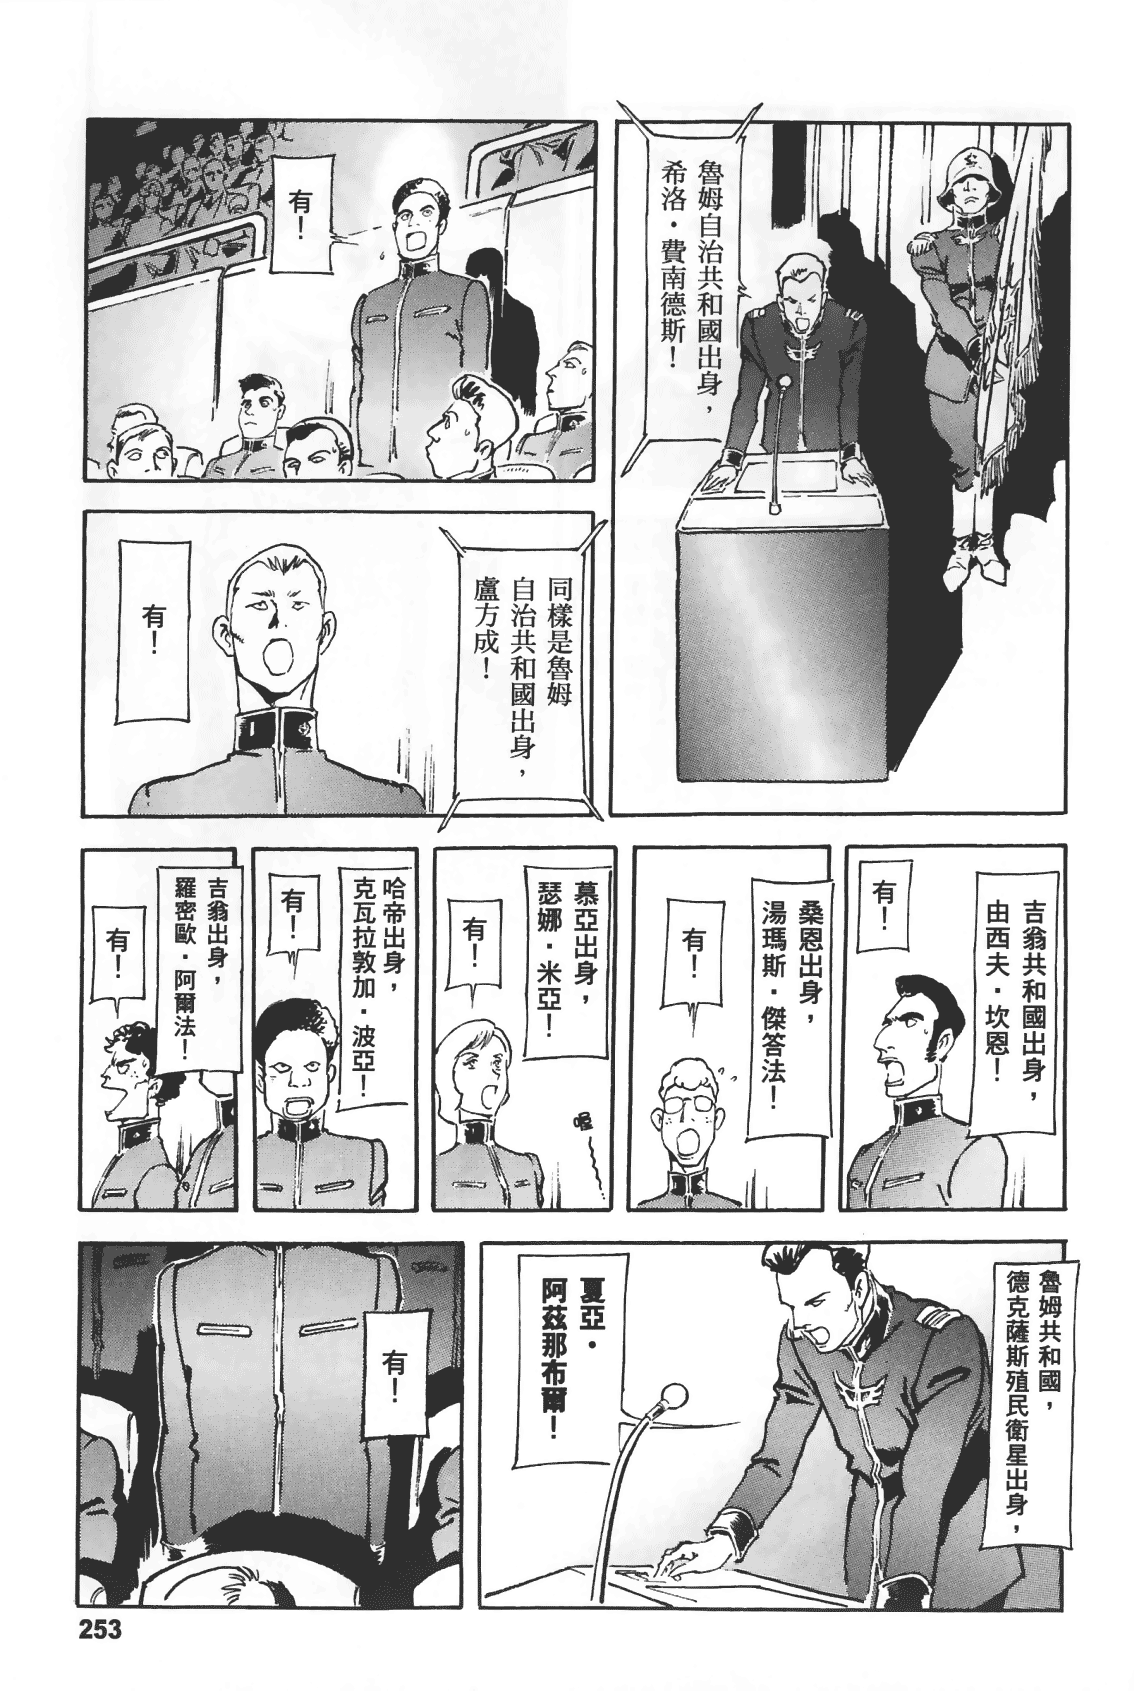 魯姆自治共和國出身，
希洛・費南德斯！
有！
同樣是魯姆
自治共和國出身，
盧方成！
有！
吉翁共和國出身，
由西夫・坎恩！
有！
桑恩出身，
湯瑪斯・傑答法！
有！
喔～
慕亞出身，
瑟娜・米亞！
有！
哈帝出身，
克瓦拉敦加・波亞！
有！
吉翁出身，
羅密歐・阿爾法！
有！
魯姆共和國，
德克薩斯殖民衛星出身，
夏亞・
阿茲那布爾！
有！
253